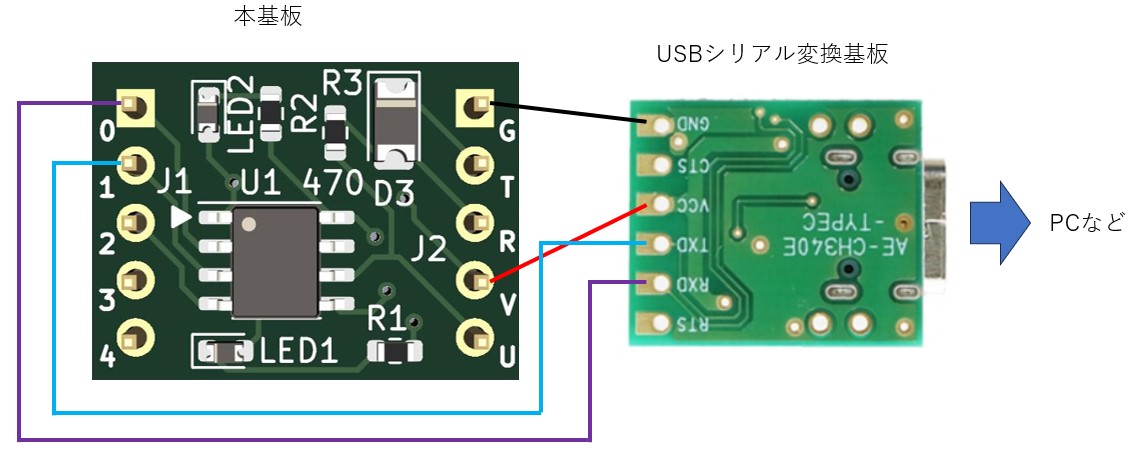 本基板
USBシリアル変換基板
R3
LED2
R2
0
G
GND
1
J1
U1
470
D3
T
CTS
VCC
2
J2
R
TXD
AE-CH340E
-TYPEC
PCなど
3
V
RXD
R1
RTS
4
LED1
U